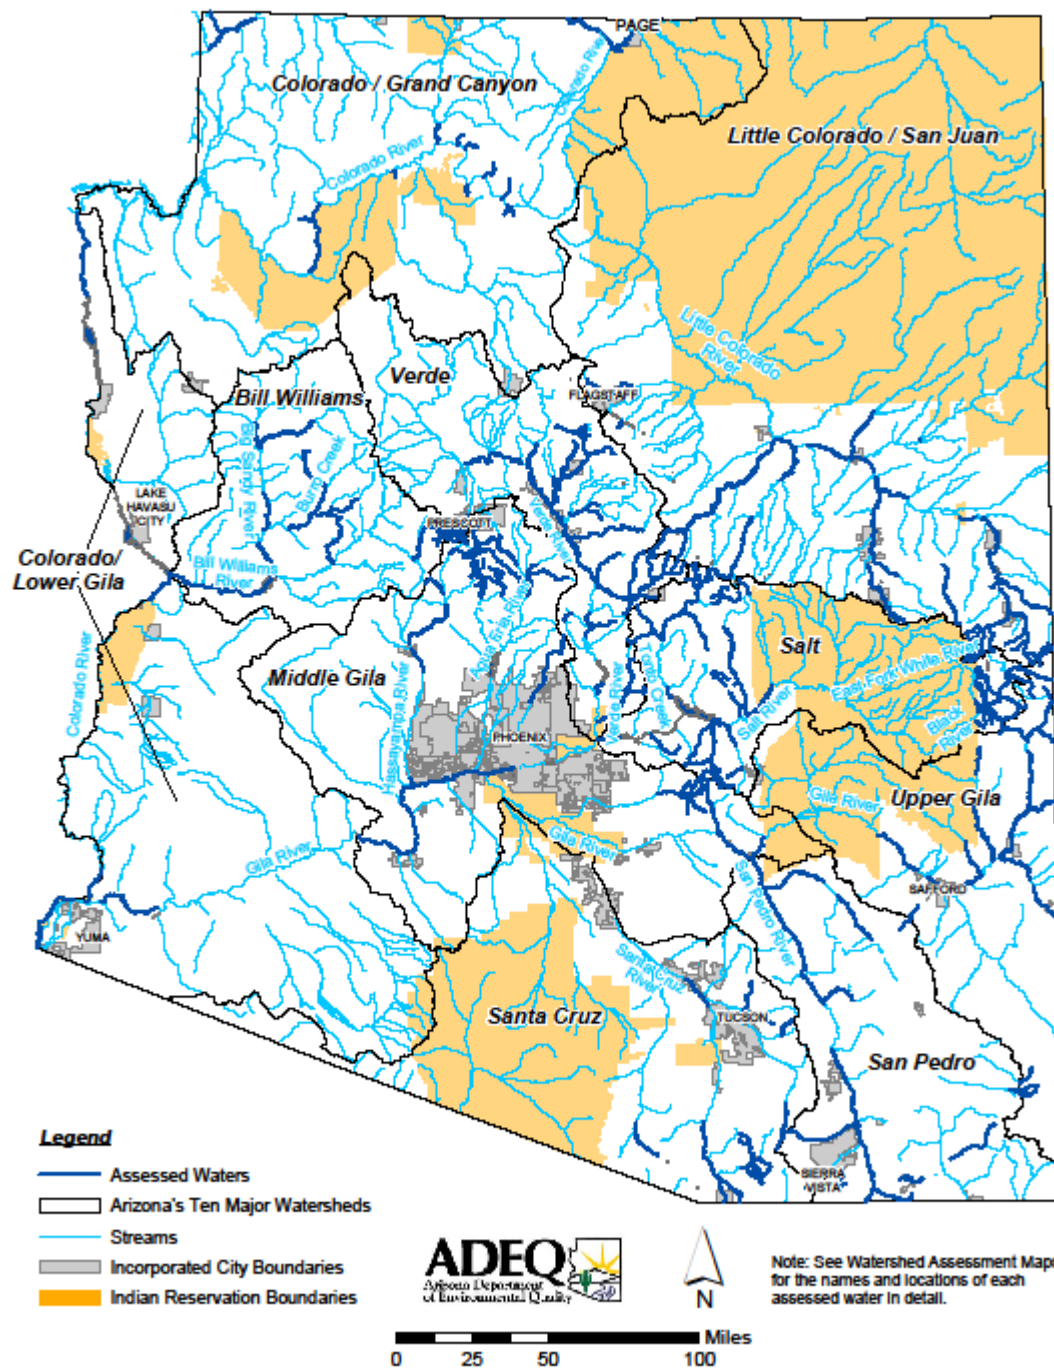 PAGE
Colorado / Grand Canyon
Colorado River
Little Colorado / San Juan
Colorado River
Little Colorado
River
Verde
Bill Williams
FLAGSTAFF
Big Sandy River
Burro Creek
LAKE
HAVASU
CITY
PRESCOTT
Verde River
Colorado/
Lower Gila
Bill Williams
River
Agua Fria River
Colorado River
Middle Gila
Hassayampa River
Salt
Tonto Creek
East Fork White River
Verde River
Salt River
Black
River
PHOENIX
Upper Gila
Gila River
Gila River
Gila River
San Pedro River
SAFFORD
YUMA
Santa Cruz
River
Santa Cruz
TUCSON
San Pedro
SIERRA
VISTA
Legend
Assessed Waters
Arizona's Ten Major Watersheds
Streams
Incorporated City Boundaries
Indian Reservation Boundaries
ADEQ
Arizona Department
of Environmental Quality
N
Note: See Watershed Assessment Maps
for the names and locations of each
assessed water in detail.
Miles
0 25 50 100